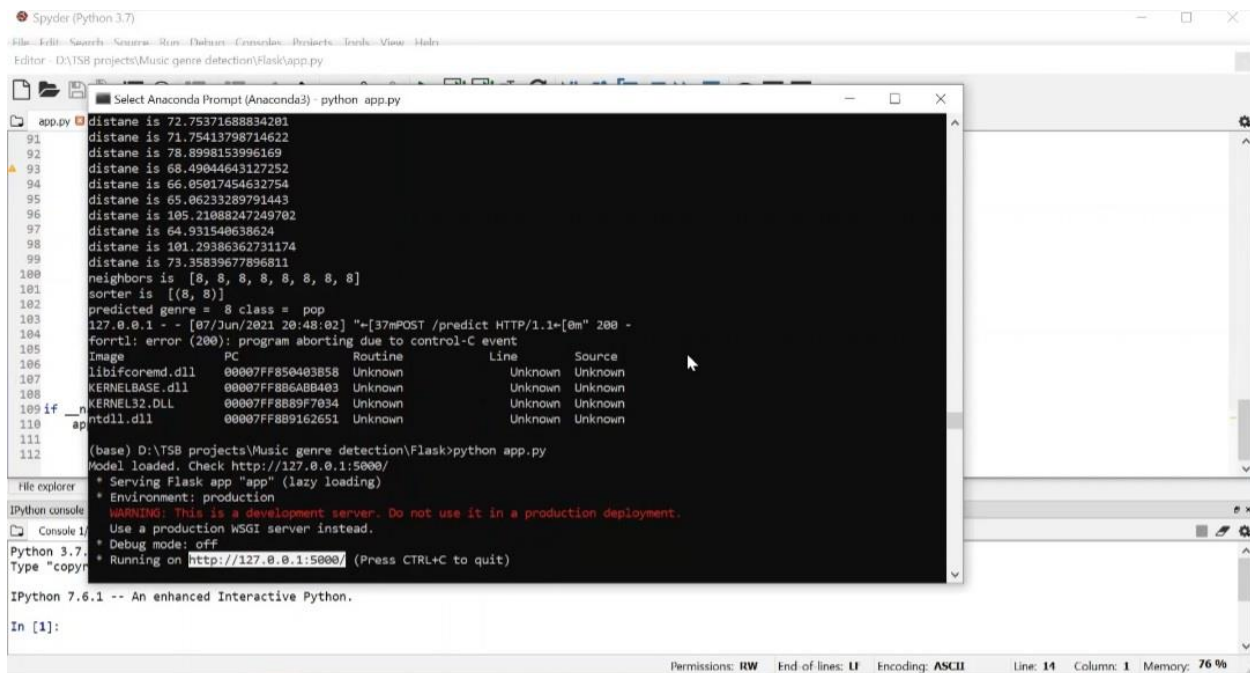 Spyder (Python 3.7)
File Edit Search Source Run Debug Consoles Projects Tools View Help
Editor - D:\TSB projects\Music genre detection\Flask\app.py
Select Anaconda Prompt (Anaconda3) - python app.py
app.py
distane is 72.75371688834201
91 distane is 71.75413798714622
92 distane is 78.8998153996169
93 distane is 68.49044643127252
94 distane is 66.05017454632754
95 distane is 65.06233289791443
96 distane is 105.21088247249702
97 distane is 64.931540638624
98 distane is 101.29386362731174
99 distane is 73.35839677896811
100 neighbors is [8, 8, 8, 8, 8, 8, 8, 8]
101 sorter is [(8, 8)]
102 predicted genre = 8 class = pop
103 127.0.0.1 - - [07/Jun/2021 20:48:02] "←[37mPOST /predict HTTP/1.1←[0m" 200 -
104 forrtl: error (200): program aborting due to control-C event
105 Image PC Routine Line Source
106 libifcoremd.dll 00007FF850403B58 Unknown Unknown Unknown
107 KERNELBASE.dll 00007FF8B6ABB403 Unknown Unknown Unknown
108
109 if __n KERNEL32.DLL 00007FF8B89F7034 Unknown Unknown Unknown
110 ap ntdll.dll 00007FF8B9162651 Unknown Unknown Unknown
111
112 (base) D:\TSB projects\Music genre detection\Flask>python app.py
Model loaded. Check http://127.0.0.1:5000/
File explorer
* Serving Flask app "app" (lazy loading)
* Environment: production
IPython console
WARNING: This is a development server. Do not use it in a production deployment.
Console 1/
Use a production WSGI server instead.
* Debug mode: off
Python 3.7.
* Running on http://127.0.0.1:5000/ (Press CTRL+C to quit)
Type "copyr
IPython 7.6.1 -- An enhanced Interactive Python.
In [1]:
Permissions: RW End-of-lines: LF Encoding: ASCII Line: 14 Column: 1 Memory: 76 %